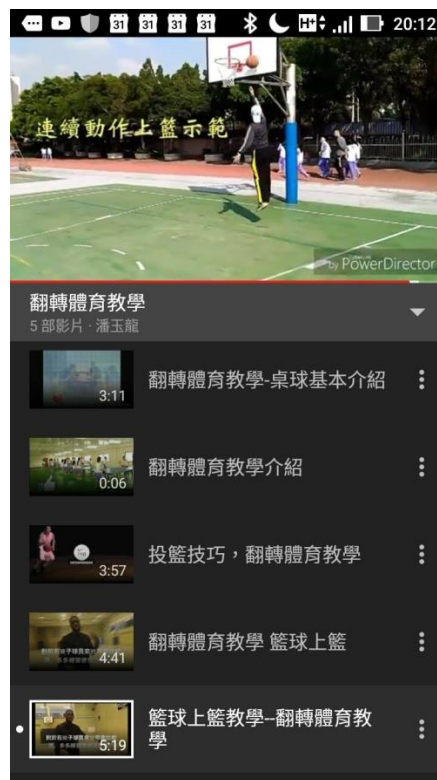 31 31 31 31 H+ 20:12
連續動作上籃示範
by PowerDirector
翻轉體育教學
5 部影片 · 潘玉龍
翻轉體育教學-桌球基本介紹
3:11
翻轉體育教學介紹
0:06
投籃技巧,翻轉體育教學
3:57
翻轉體育教學 籃球上籃
4:41
籃球上籃教學--翻轉體育教
學
5:19